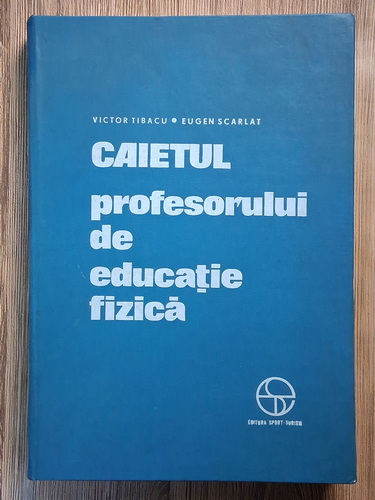 VICTOR TIBACU • EUGEN SCARLAT
CAIETUL
profesorului
de
educație
fizică
EDITURA SPORT-TURISM